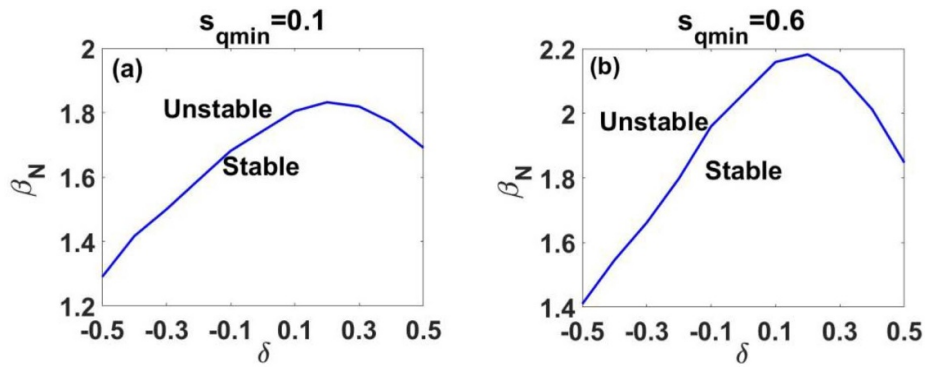 s_qmin=0.1
(a)
2
1.8
1.6
1.4
1.2
β_N
Unstable
Stable
-0.5 -0.3 -0.1 0.1 0.3 0.5
δ
s_qmin=0.6
(b)
2.2
2
1.8
1.6
1.4
β_N
Unstable
Stable
-0.5 -0.3 -0.1 0.1 0.3 0.5
δ